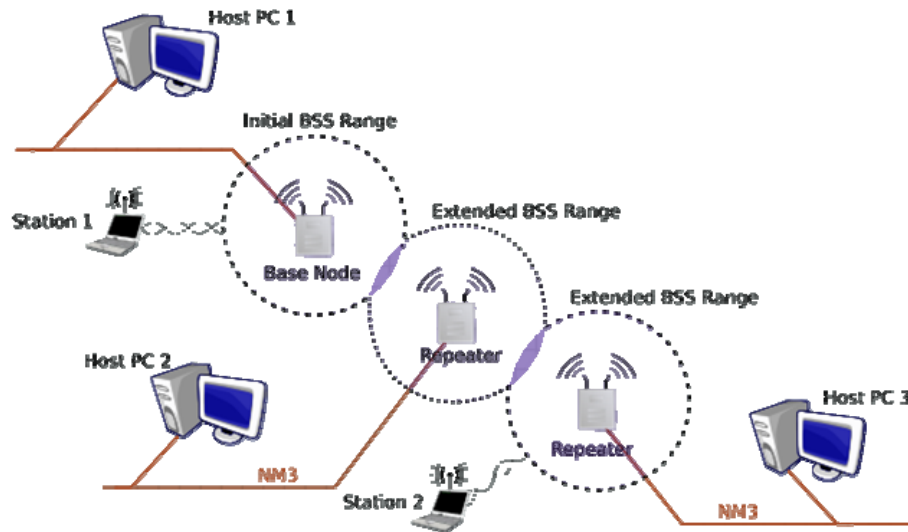 Host PC 1
Initial BSS Range
Station 1
Extended BSS Range
Base Node
Extended BSS Range
Repeater
Host PC 2
Host PC 3
Repeater
NM3
Station 2
NM3